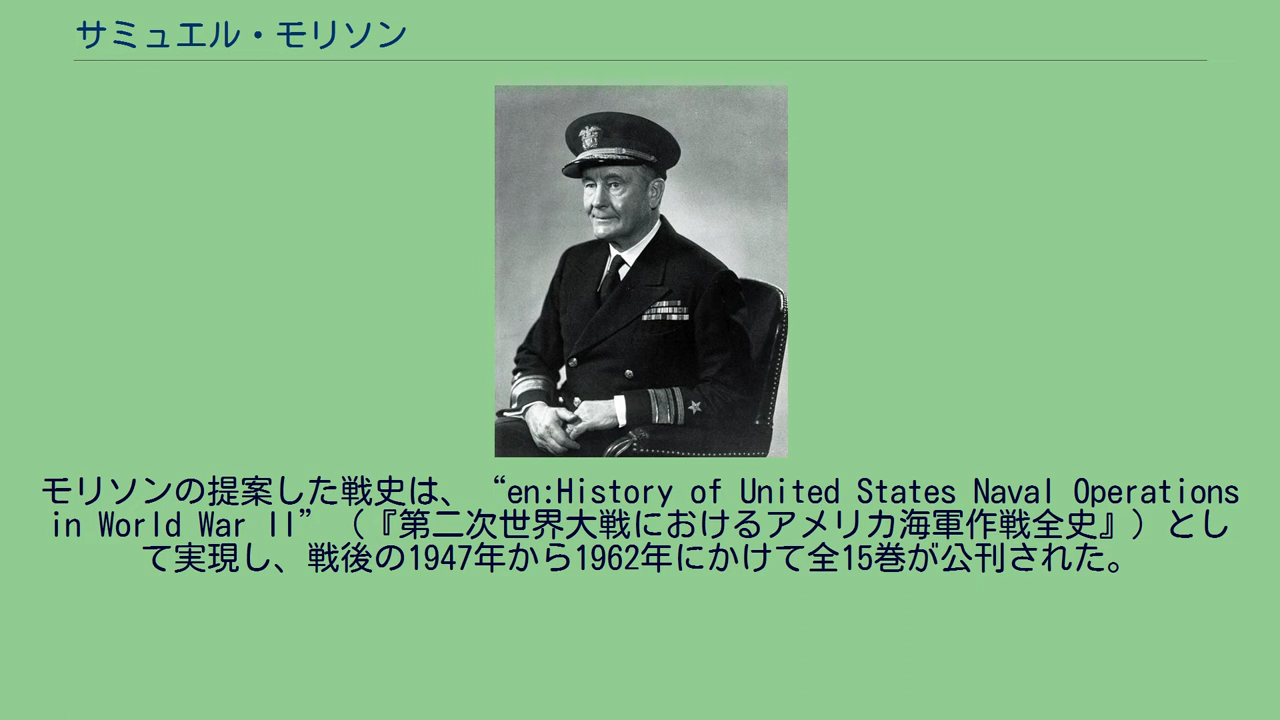 サミュエル・モリソン
モリソンの提案した戦史は、“en:History of United States Naval Operations
in World War II”（『第二次世界大戦におけるアメリカ海軍作戦全史』）とし
て実現し、戦後の1947年から1962年にかけて全15巻が公刊された。